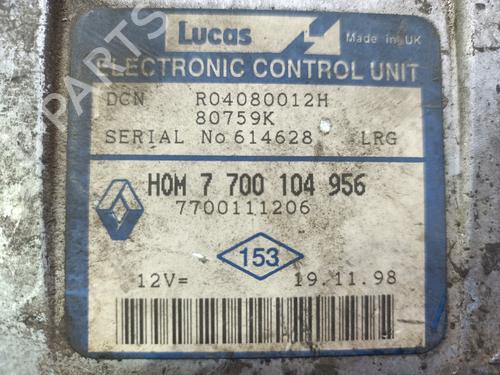 Lucas
Made in UK
ELECTRONIC CONTROL UNIT
DCN R04080012H
80759K
SERIAL No 614628 LRG
HOM 7 700 104 956
7700111206
153
12V= 19.11.98